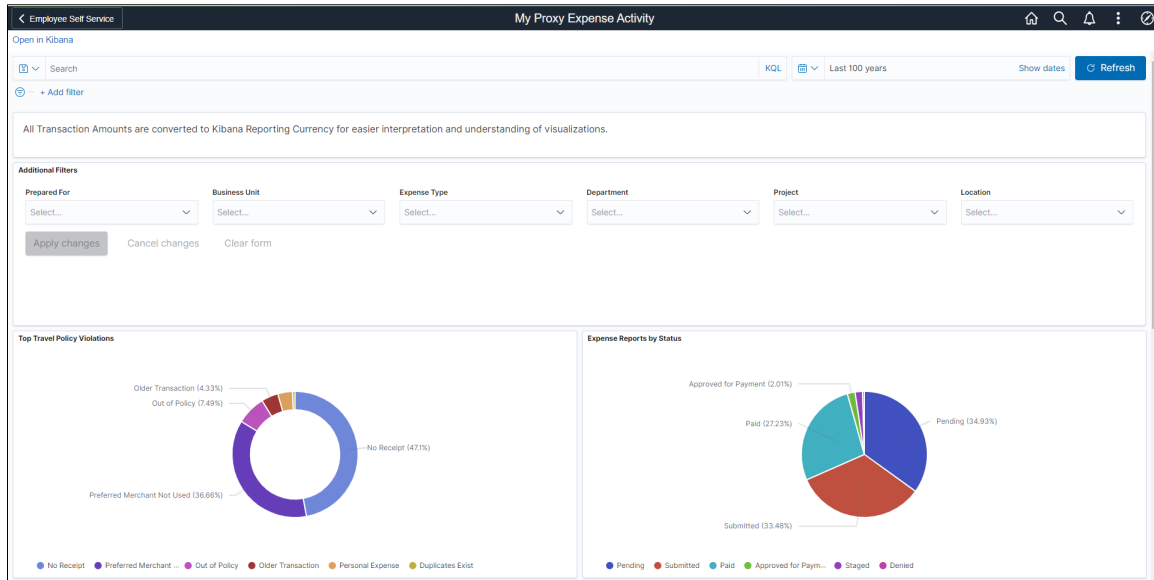 Employee Self Service
My Proxy Expense Activity
Open in Kibana
Search
KQL
Last 100 years
Show dates
Refresh
+ Add filter
All Transaction Amounts are converted to Kibana Reporting Currency for easier interpretation and understanding of visualizations.
Additional Filters
Prepared For
Business Unit
Expense Type
Department
Project
Location
Select...
Select...
Select...
Select...
Select...
Select...
Apply changes
Cancel changes
Clear form
Top Travel Policy Violations
Older Transaction (4.33%)
Out of Policy (7.49%)
No Receipt (47.1%)
Preferred Merchant Not Used (36.66%)
No Receipt
Preferred Merchant ...
Out of Policy
Older Transaction
Personal Expense
Duplicates Exist
Expense Reports by Status
Approved for Payment (2.01%)
Paid (27.23%)
Pending (34.93%)
Submitted (33.48%)
Pending
Submitted
Paid
Approved for Paym...
Staged
Denied